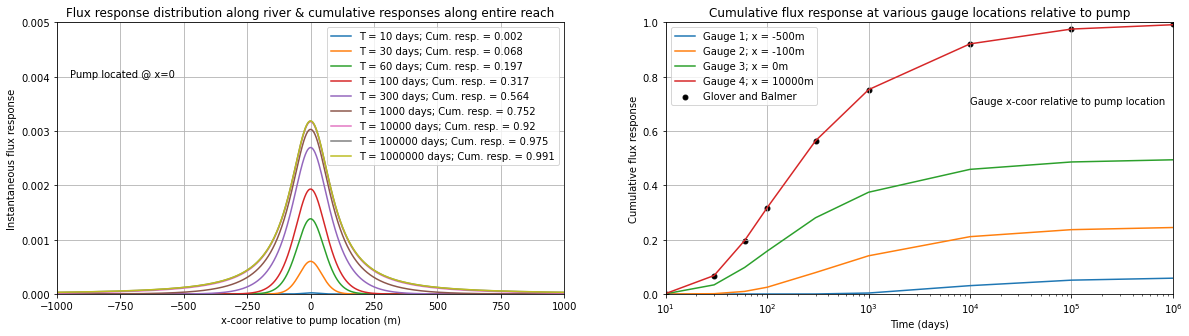 Flux response distribution along river & cumulative responses along entire reach
Instantaneous flux response
0.005
0.004
0.003
0.002
0.001
0.000
Pump located @ x=0
T = 10 days; Cum. resp. = 0.002
T = 30 days; Cum. resp. = 0.068
T = 60 days; Cum. resp. = 0.197
T = 100 days; Cum. resp. = 0.317
T = 300 days; Cum. resp. = 0.564
T = 1000 days; Cum. resp. = 0.752
T = 10000 days; Cum. resp. = 0.92
T = 100000 days; Cum. resp. = 0.975
T = 1000000 days; Cum. resp. = 0.991
−1000 −750 −500 −250 0 250 500 750 1000
x-coor relative to pump location (m)
Cumulative flux response at various gauge locations relative to pump
Cumulative flux response
1.0
0.8
0.6
0.4
0.2
0.0
Gauge 1; x = -500m
Gauge 2; x = -100m
Gauge 3; x = 0m
Gauge 4; x = 10000m
Glover and Balmer
Gauge x-coor relative to pump location
10¹ 10² 10³ 10⁴ 10⁵ 10⁶
Time (days)